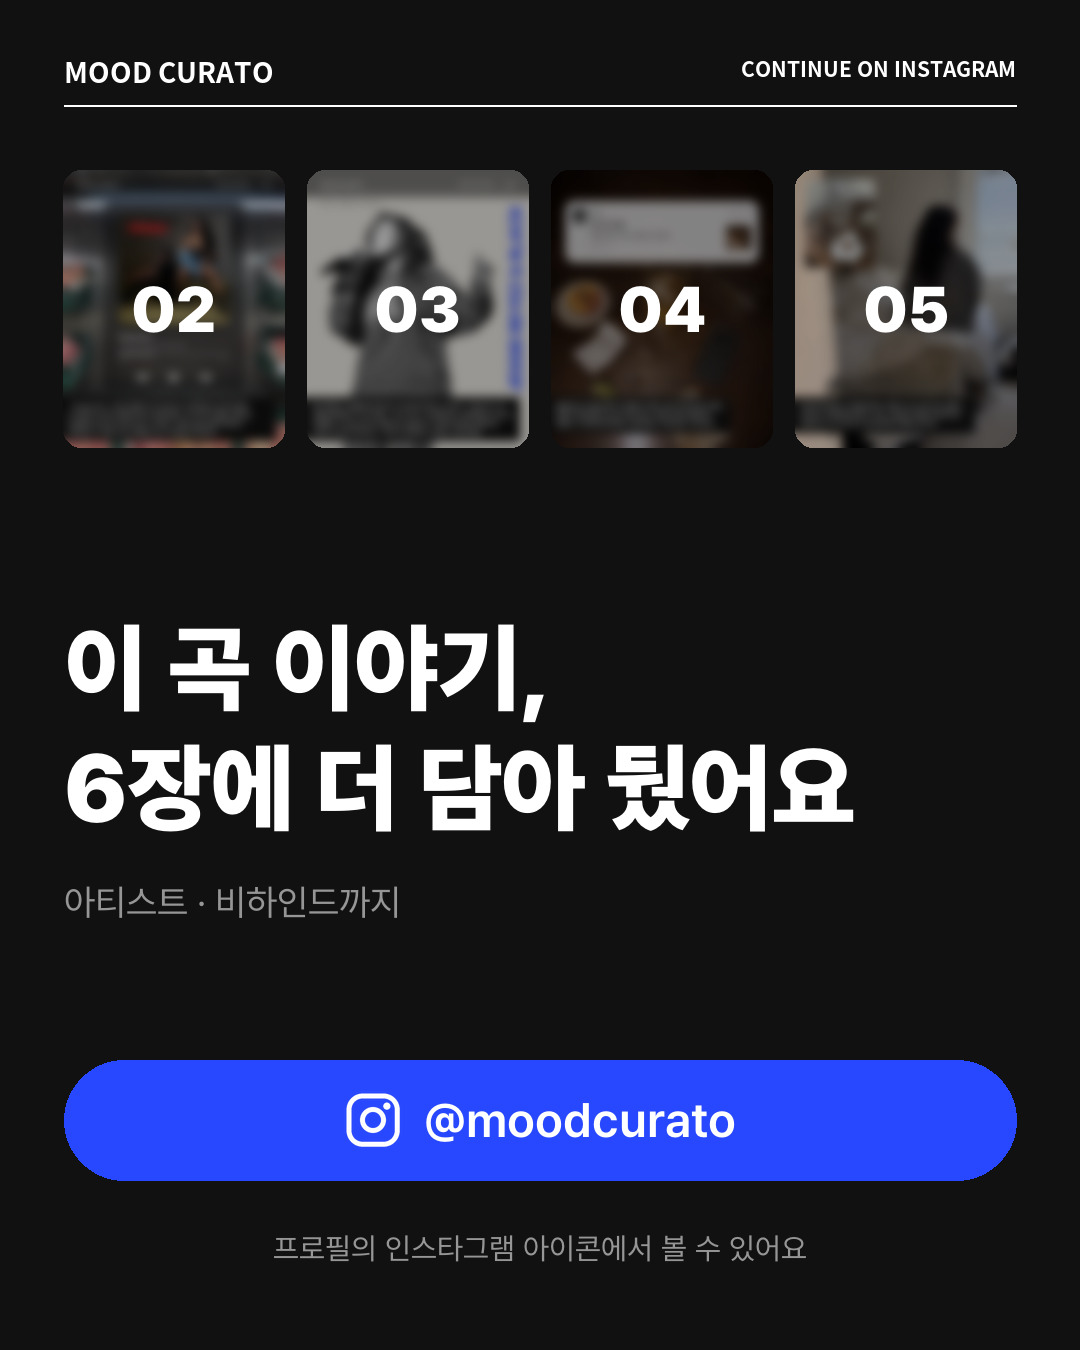 MOOD CURATO
CONTINUE ON INSTAGRAM
02
03
04
05
이 곡 이야기,
6장에 더 담아 뒀어요
아티스트 · 비하인드까지
@moodcurato
프로필의 인스타그램 아이콘에서 볼 수 있어요